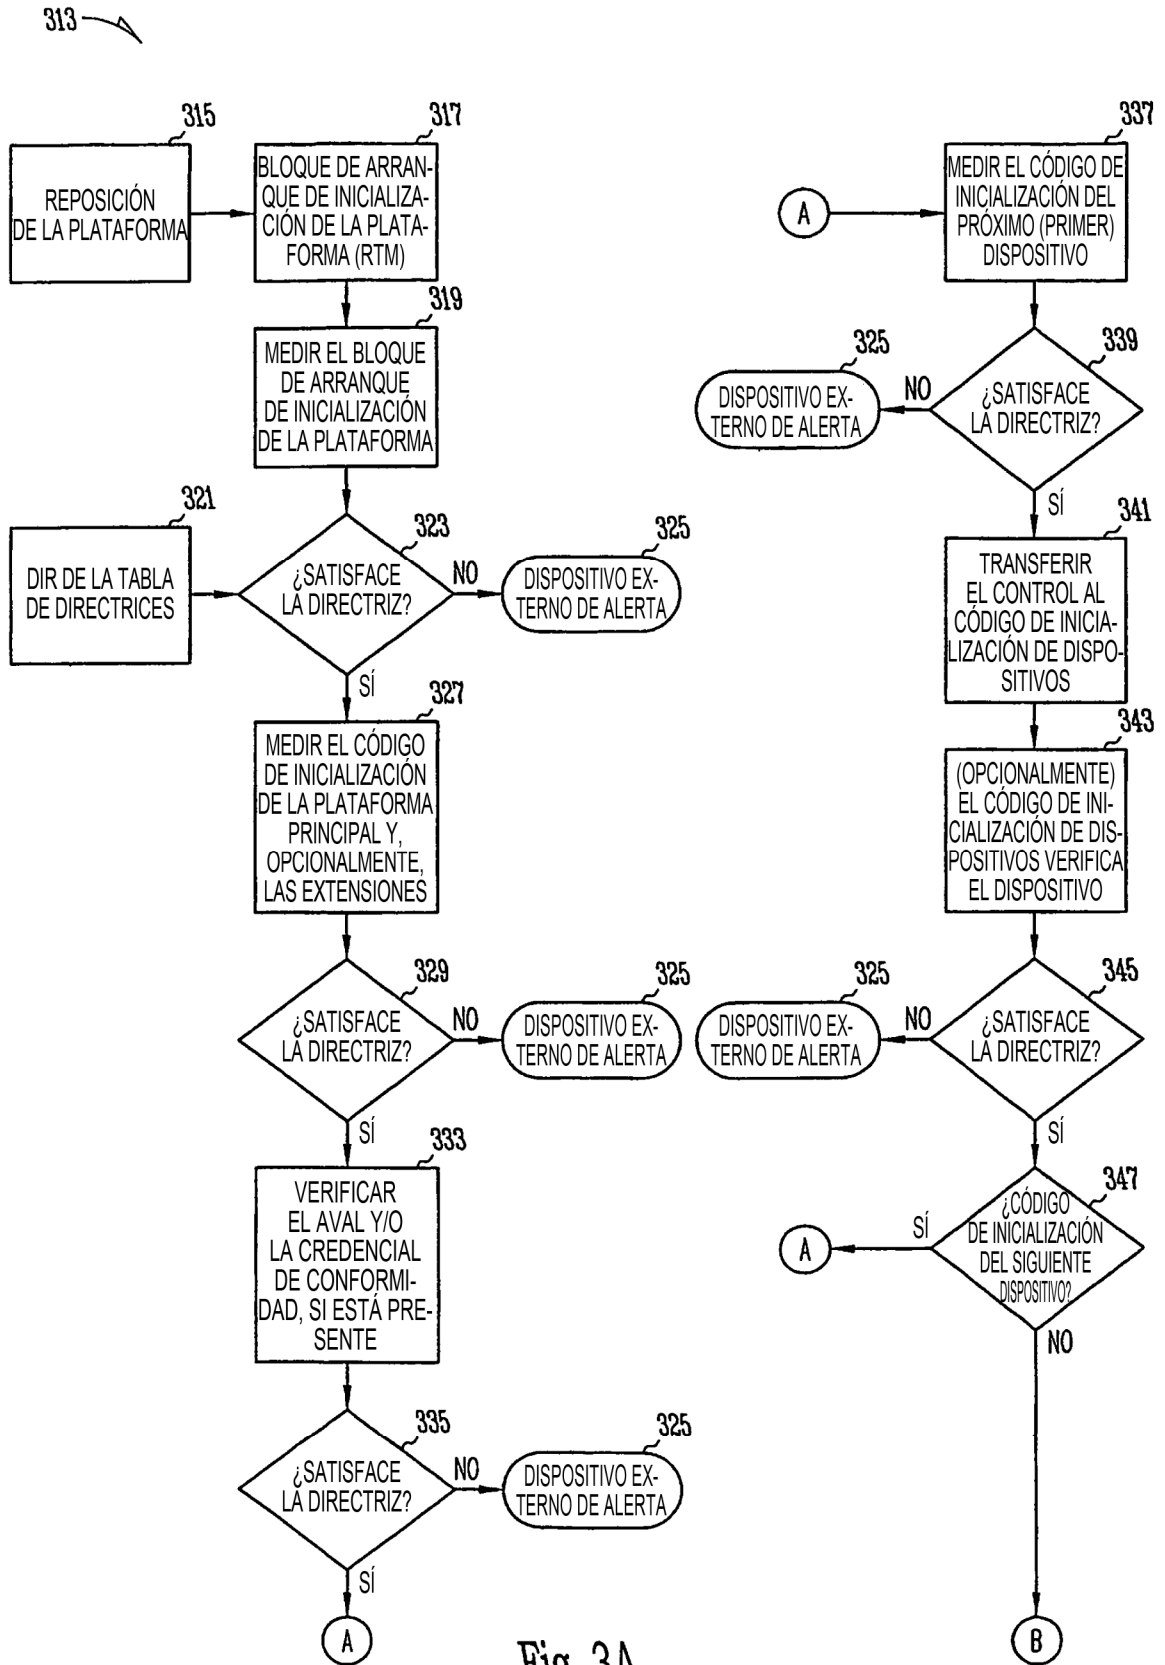 313
315
REPOSICIÓN
DE LA PLATAFORMA
317
BLOQUE DE ARRAN-
QUE DE INICIALIZA-
CIÓN DE LA PLATA-
FORMA (RTM)
319
MEDIR EL BLOQUE
DE ARRANQUE
DE INICIALIZACIÓN
DE LA PLATAFORMA
321
DIR DE LA TABLA
DE DIRECTRICES
323
¿SATISFACE
LA DIRECTRIZ?
NO
325
DISPOSITIVO EX-
TERNO DE ALERTA
SÍ
327
MEDIR EL CÓDIGO
DE INICIALIZACIÓN
DE LA PLATAFORMA
PRINCIPAL Y,
OPCIONALMENTE,
LAS EXTENSIONES
329
¿SATISFACE
LA DIRECTRIZ?
NO
325
DISPOSITIVO EX-
TERNO DE ALERTA
SÍ
333
VERIFICAR
EL AVAL Y/O
LA CREDENCIAL
DE CONFORMI-
DAD, SI ESTÁ PRE-
SENTE
335
¿SATISFACE
LA DIRECTRIZ?
NO
325
DISPOSITIVO EX-
TERNO DE ALERTA
SÍ
A
A
337
MEDIR EL CÓDIGO DE
INICIALIZACIÓN DEL
PRÓXIMO (PRIMER)
DISPOSITIVO
339
¿SATISFACE
LA DIRECTRIZ?
NO
325
DISPOSITIVO EX-
TERNO DE ALERTA
SÍ
341
TRANSFERIR
EL CONTROL AL
CÓDIGO DE INICIA-
LIZACIÓN DE DISPO-
SITIVOS
343
(OPCIONALMENTE)
EL CÓDIGO DE INI-
CIALIZACIÓN DE DIS-
POSITIVOS VERIFICA
EL DISPOSITIVO
345
¿SATISFACE
LA DIRECTRIZ?
NO
325
DISPOSITIVO EX-
TERNO DE ALERTA
SÍ
347
¿CÓDIGO
DE INICIALIZACIÓN
DEL SIGUIENTE
DISPOSITIVO?
SÍ
A
NO
B
Fig. 3A